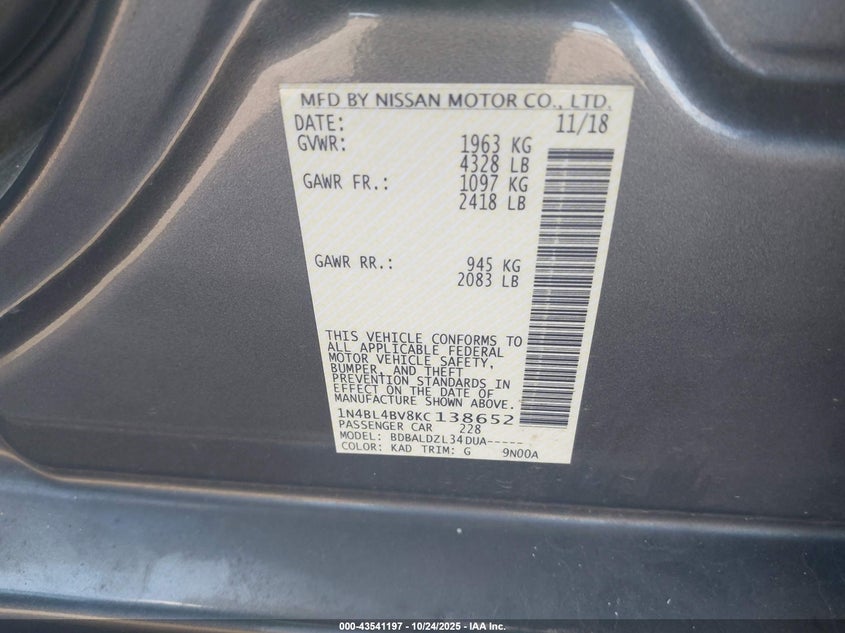 MFD BY NISSAN MOTOR CO., LTD.
DATE: 11/18
GVWR: 1963 KG
4328 LB
GAWR FR.: 1097 KG
2418 LB
GAWR RR.: 945 KG
2083 LB
THIS VEHICLE CONFORMS TO
ALL APPLICABLE FEDERAL
MOTOR VEHICLE SAFETY,
BUMPER, AND THEFT
PREVENTION STANDARDS IN
EFFECT ON THE DATE OF
MANUFACTURE SHOWN ABOVE.
1N4BL4BV8KC138652
PASSENGER CAR 228
MODEL: BDBALDZL34DUA-----
COLOR: KAD TRIM: G 9N00A
000-43541197 - 10/24/2025 - IAA Inc.